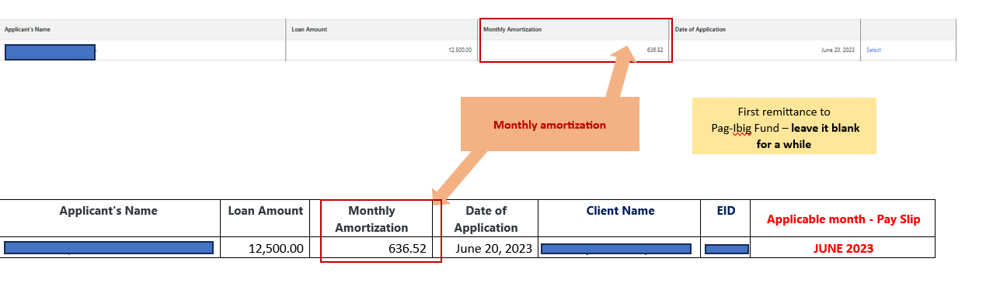 Applicant's Name Loan Amount Monthly Amortization Date of Application
12,500.00 636.52 June 20, 2023 Select
Monthly amortization
First remittance to
Pag-Ibig Fund – leave it blank
for a while
Applicant's Name Loan Amount Monthly Amortization Date of Application Client Name EID Applicable month - Pay Slip
12,500.00 636.52 June 20, 2023 JUNE 2023